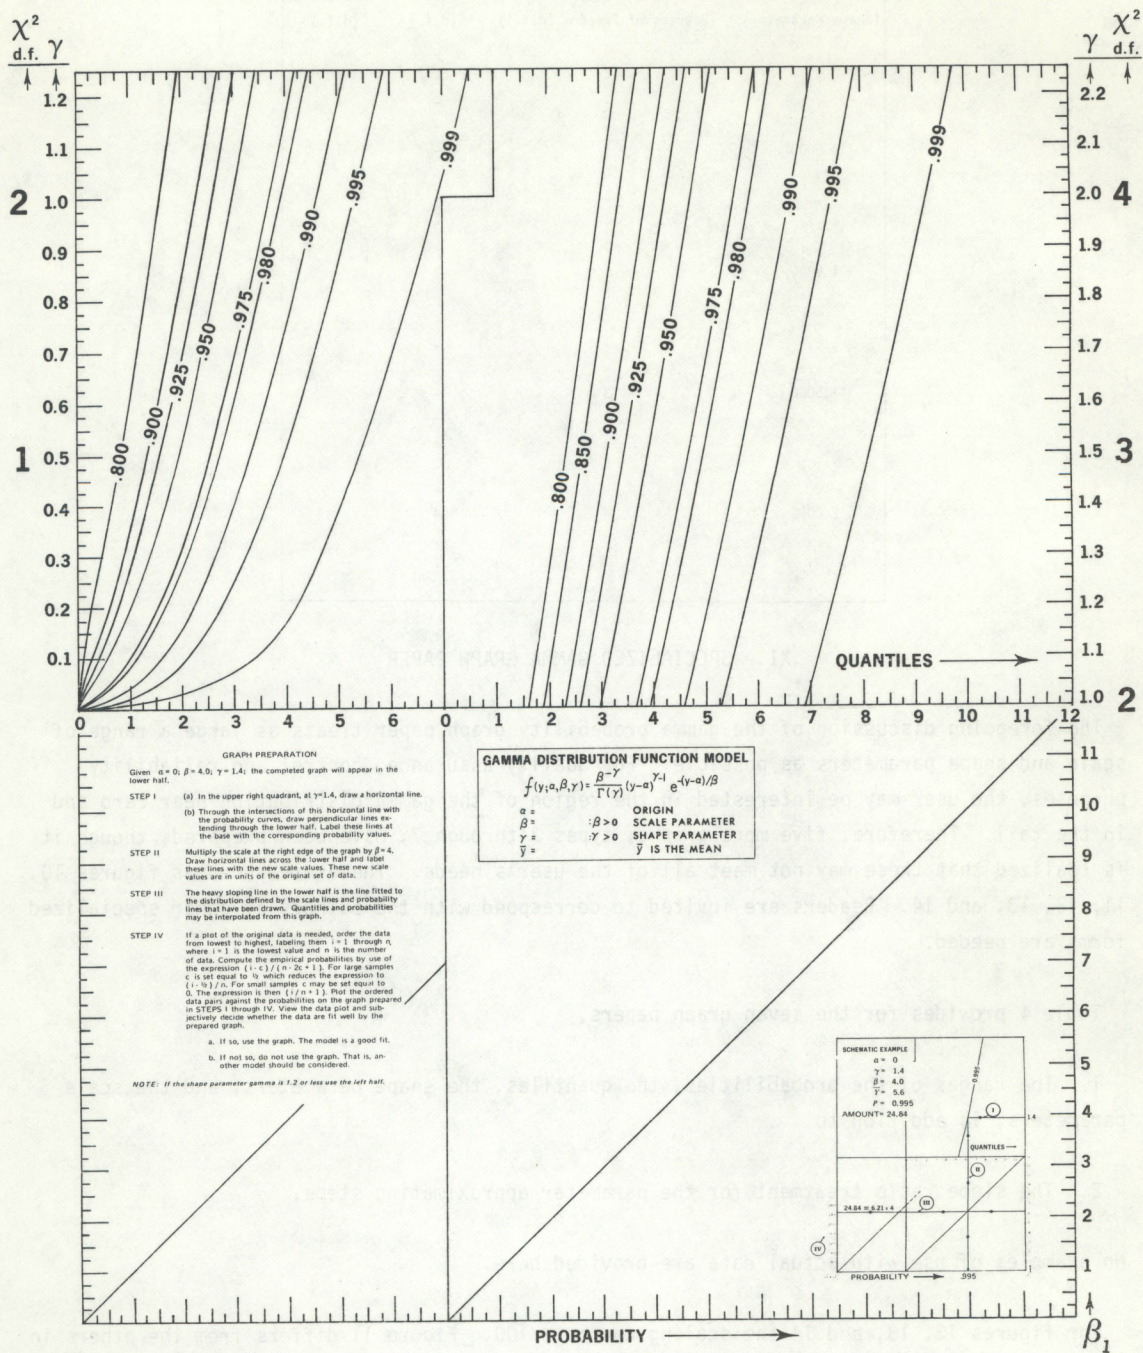 χ² d.f. γ
γ χ² d.f.
1.2
1.1
2 1.0
0.9
0.8
0.7
0.6
1 0.5
0.4
0.3
0.2
0.1
.800
.900
.925
.950
.975
.980
.990
.995
.999
.800
.850
.900
.925
.950
.975
.980
.990
.995
.999
2.2
2.1
2.0 4
1.9
1.8
1.7
1.6
1.5 3
1.4
1.3
1.2
1.1
1.0 2
QUANTILES
0 1 2 3 4 5 6 0 1 2 3 4 5 6 7 8 9 10 11 12
GRAPH PREPARATION
Given α = 0; β = 4.0; γ = 1.4; the completed graph will appear in the
lower half.
STEP I (a) In the upper right quadrant, at γ=1.4, draw a horizontal line.
(b) Through the intersections of this horizontal line with
the probability curves, draw perpendicular lines ex-
tending through the lower half. Label these lines at
the base with the corresponding probability values.
STEP II Multiply the scale at the right edge of the graph by β = 4.
Draw horizontal lines across the lower half and label
these lines with the new scale values. These new scale
values are in units of the original set of data.
STEP III The heavy sloping line in the lower half is the line fitted to
the distribution defined by the scale lines and probability
lines that have been drawn. Quantiles and probabilities
may be interpolated from this graph.
STEP IV If a plot of the original data is needed, order the data
from lowest to highest, labeling them i = 1 through n,
where i = 1 is the lowest value and n is the number
of data. Compute the empirical probabilities by use of
the expression ( i - c ) / ( n - 2c + 1 ). For large samples
c is set equal to ½ which reduces the expression to
( i - ½ ) / n. For small samples c may be set equal to
0. The expression is then ( i / n + 1 ). Plot the ordered
data pairs against the probabilities on the graph prepared
in STEPS I through IV. View the data plot and sub-
jectively decide whether the data are fit well by the
prepared graph.
a. If so, use the graph. The model is a good fit.
b. If not so, do not use the graph. That is, an-
other model should be considered.
NOTE: If the shape parameter gamma is 1.2 or less use the left half.
GAMMA DISTRIBUTION FUNCTION MODEL
f(y;α,β,γ) = β^-γ / Γ(γ) (y-α)^γ-1 e^-(y-α)/β
α = ORIGIN
β = :β>0 SCALE PARAMETER
γ = :γ>0 SHAPE PARAMETER
ȳ = ȳ IS THE MEAN
11
10
9
8
7
6
5
4
3
2
1
β₁
SCHEMATIC EXAMPLE
α = 0
γ = 1.4
β = 4.0
Ȳ = 5.6
P = 0.995
AMOUNT= 24.84
0.995
I
1.4
QUANTILES
II
III
24.84 = 6.21 x 4
IV
1
PROBABILITY .995
PROBABILITY